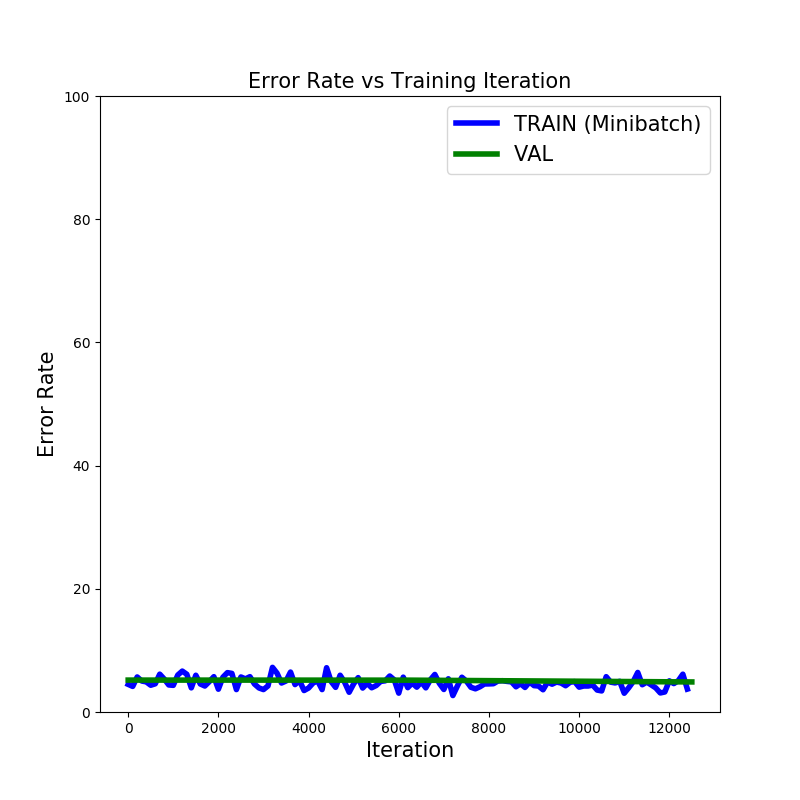 Error Rate vs Training Iteration
100
80
60
40
20
0
Error Rate
TRAIN (Minibatch)
VAL
0 2000 4000 6000 8000 10000 12000
Iteration